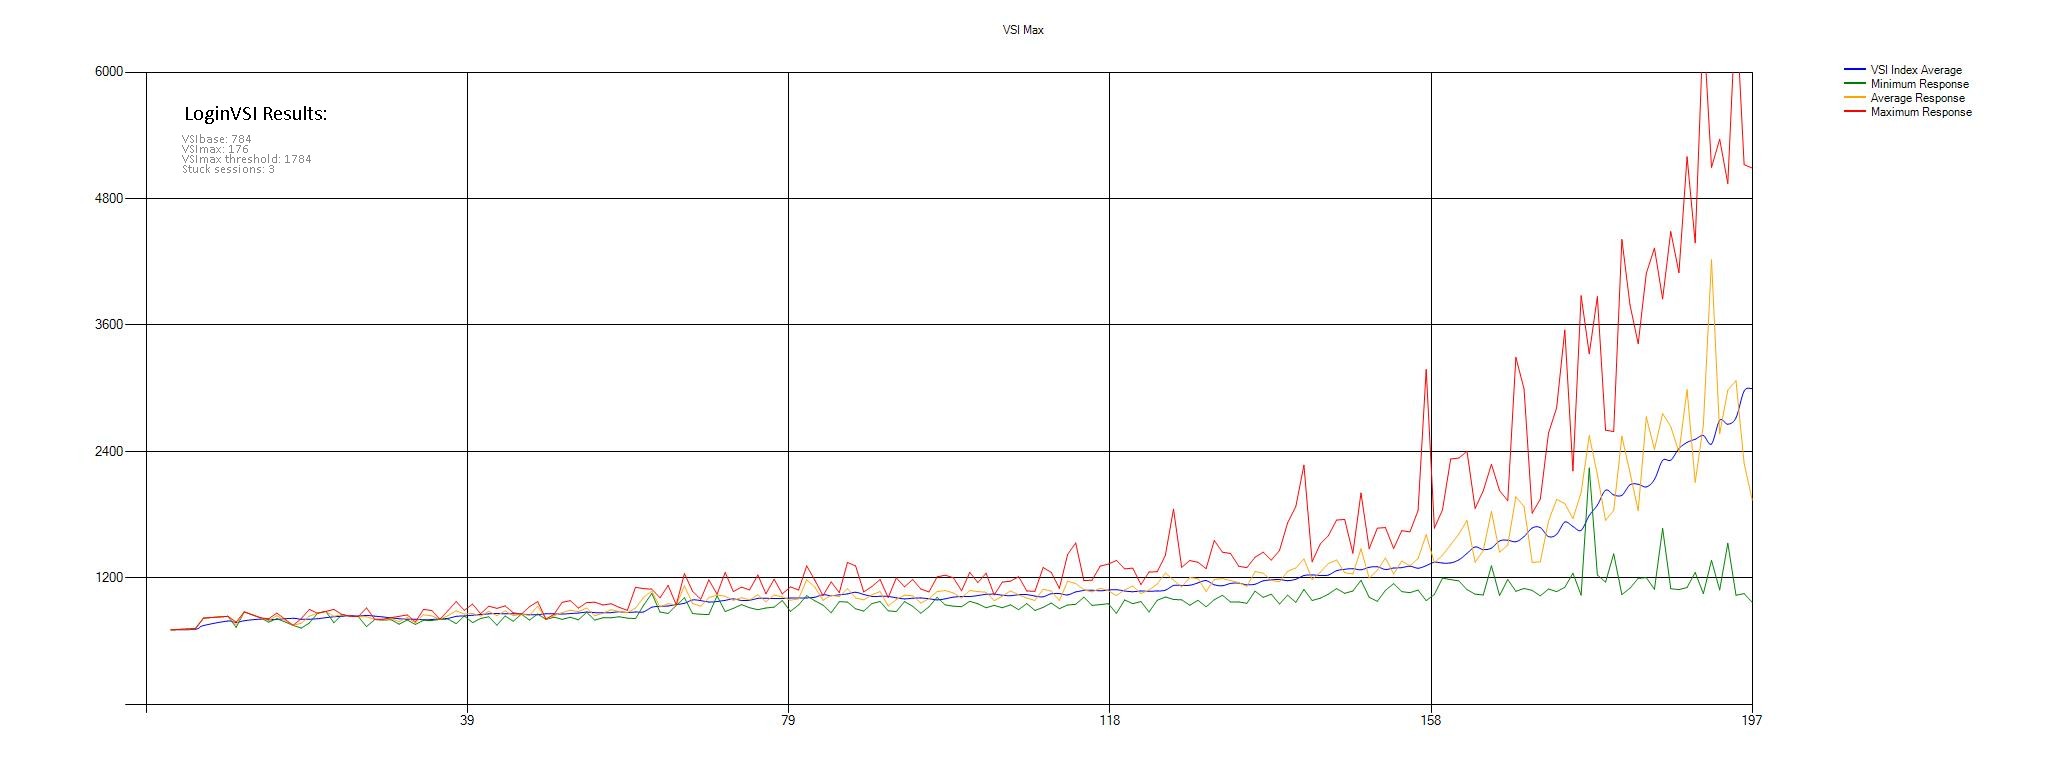 VSI Max
6000
4800
3600
2400
1200
39
79
118
158
197
LoginVSI Results:
VSIbase: 784
VSImax: 176
VSImax threshold: 1784
Stuck sessions: 3
VSI Index Average
Minimum Response
Average Response
Maximum Response